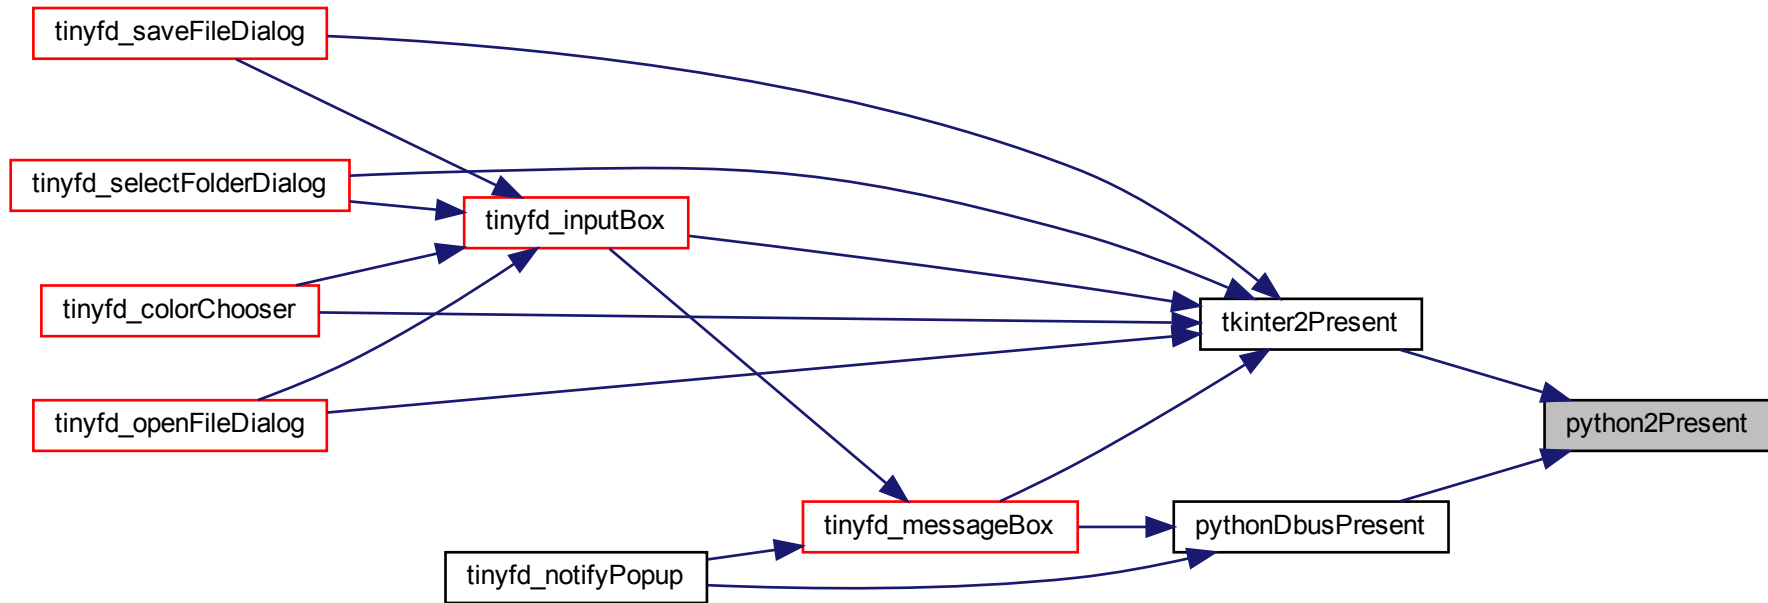 tinyfd_saveFileDialog
tinyfd_selectFolderDialog
tinyfd_inputBox
tinyfd_colorChooser
tkinter2Present
tinyfd_openFileDialog
python2Present
tinyfd_messageBox
pythonDbusPresent
tinyfd_notifyPopup